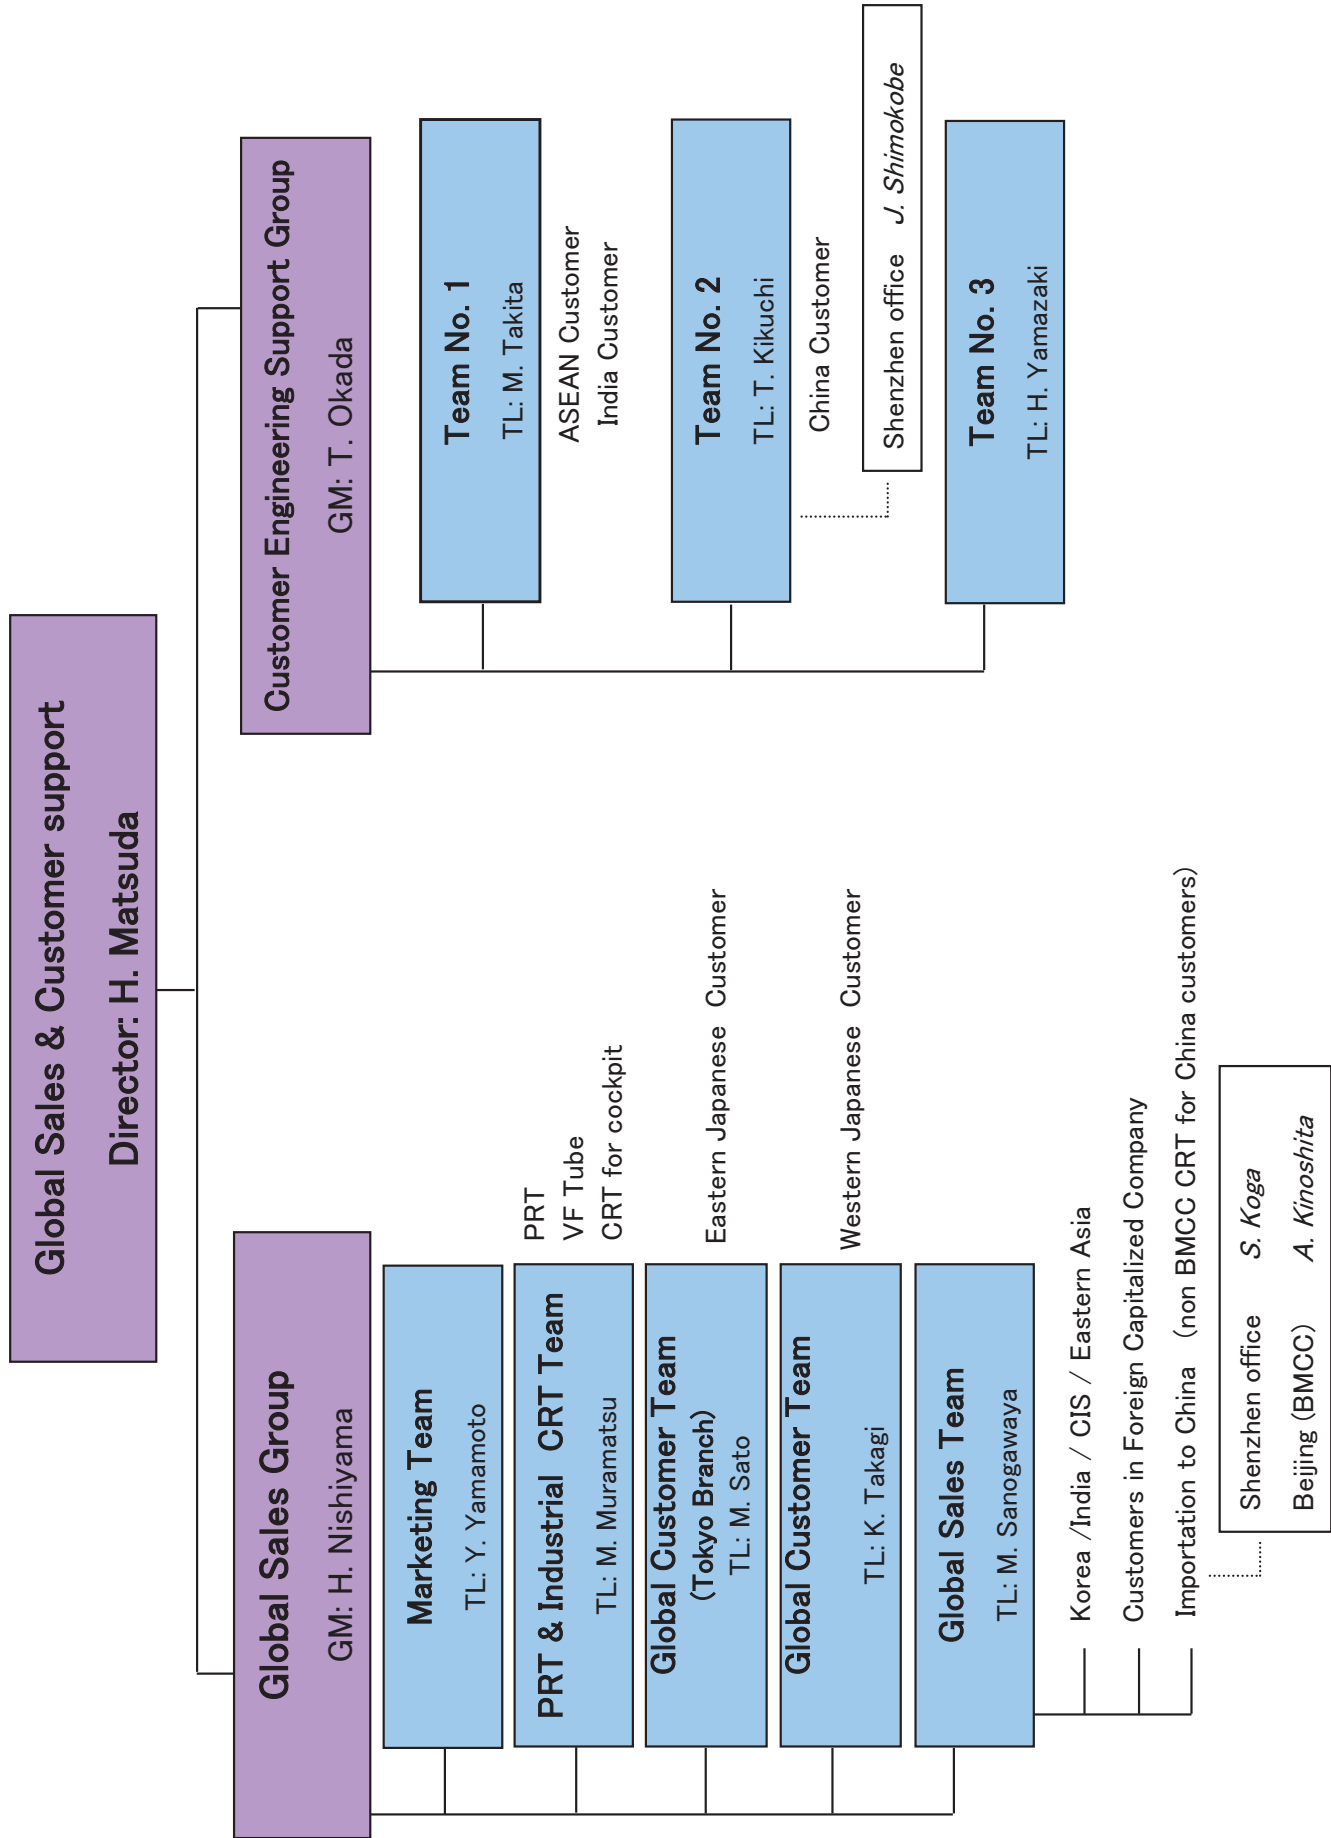 Global Sales & Customer support
Director: H. Matsuda
Global Sales Group
GM: H. Nishiyama
Marketing Team
TL: Y. Yamamoto
PRT & Industrial CRT Team
TL: M. Muramatsu
PRT
VF Tube
CRT for cockpit
Global Customer Team
(Tokyo Branch)
TL: M. Sato
Eastern Japanese Customer
Global Customer Team
TL: K. Takagi
Western Japanese Customer
Global Sales Team
TL: M. Sanogawaya
Korea /India / CIS / Eastern Asia
Customers in Foreign Capitalized Company
Importation to China (non BMCC CRT for China customers)
Shenzhen office S. Koga
Beijing (BMCC) A. Kinoshita
Customer Engineering Support Group
GM: T. Okada
Team No. 1
TL: M. Takita
ASEAN Customer
India Customer
Team No. 2
TL: T. Kikuchi
China Customer
Shenzhen office J. Shimokobe
Team No. 3
TL: H. Yamazaki